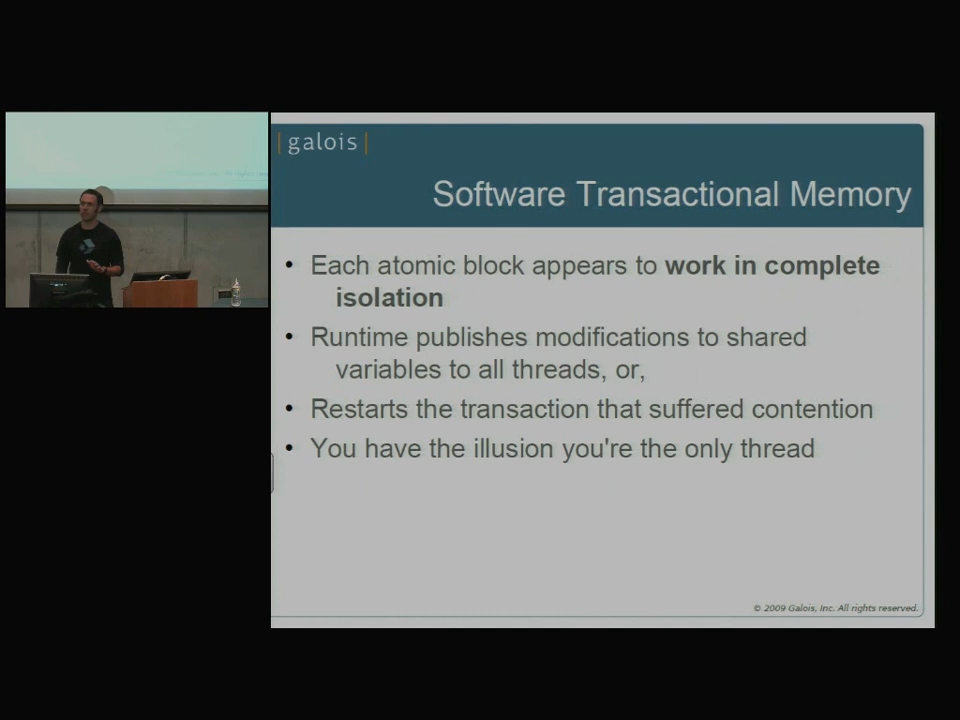 |galois|
Software Transactional Memory
• Each atomic block appears to work in complete
isolation
• Runtime publishes modifications to shared
variables to all threads, or,
• Restarts the transaction that suffered contention
• You have the illusion you're the only thread
© 2009 Galois, Inc. All rights reserved.